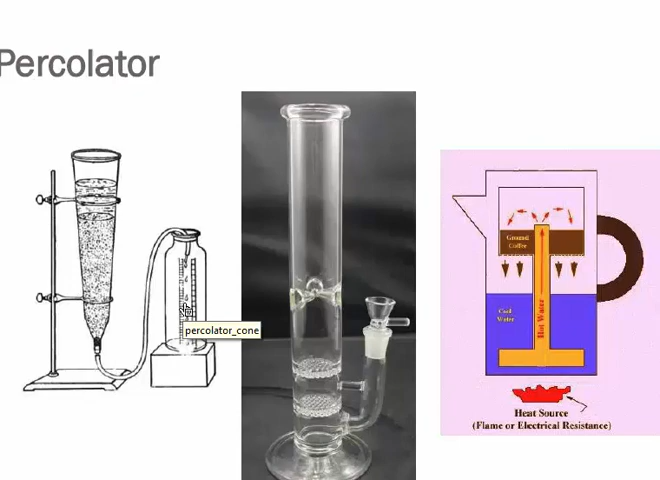 Percolator
percolator_cone
Ground
Coffee
Cool
Water
Hot Water
Heat Source
(Flame or Electrical Resistance)